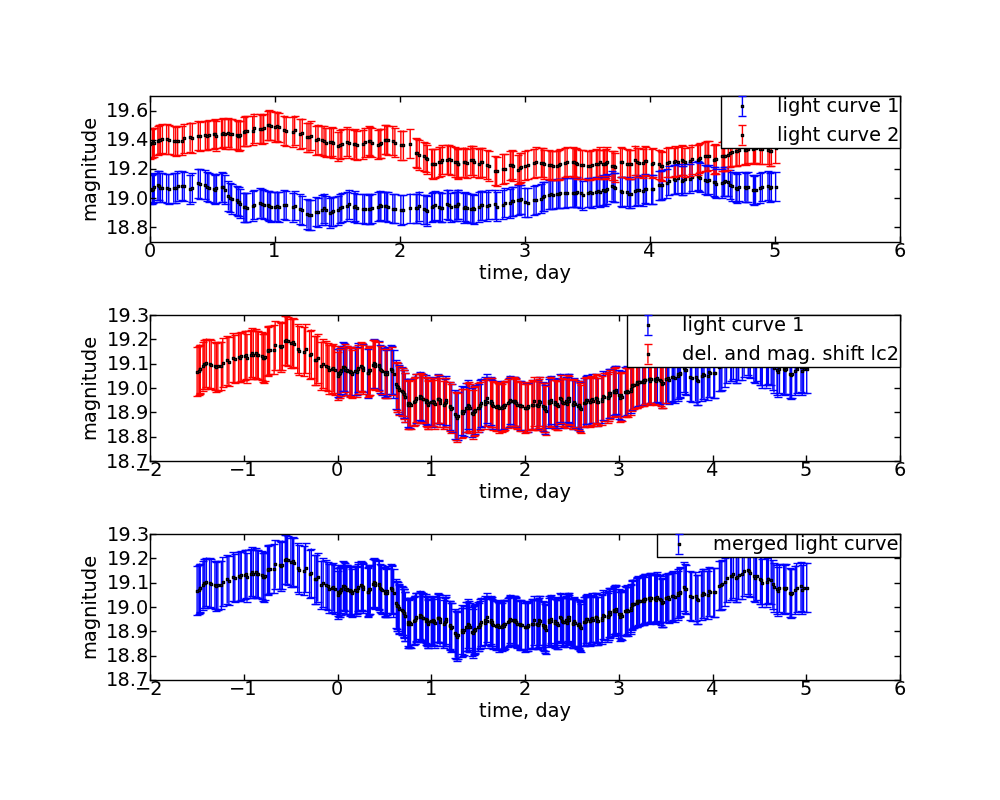 19.6
19.4
19.2
19.0
18.8
magnitude
light curve 1
light curve 2
0 1 2 3 4 5 6
time, day
19.3
19.2
19.1
19.0
18.9
18.8
18.7
magnitude
light curve 1
del. and mag. shift lc2
−2 −1 0 1 2 3 4 5 6
time, day
19.3
19.2
19.1
19.0
18.9
18.8
18.7
magnitude
merged light curve
−2 −1 0 1 2 3 4 5 6
time, day